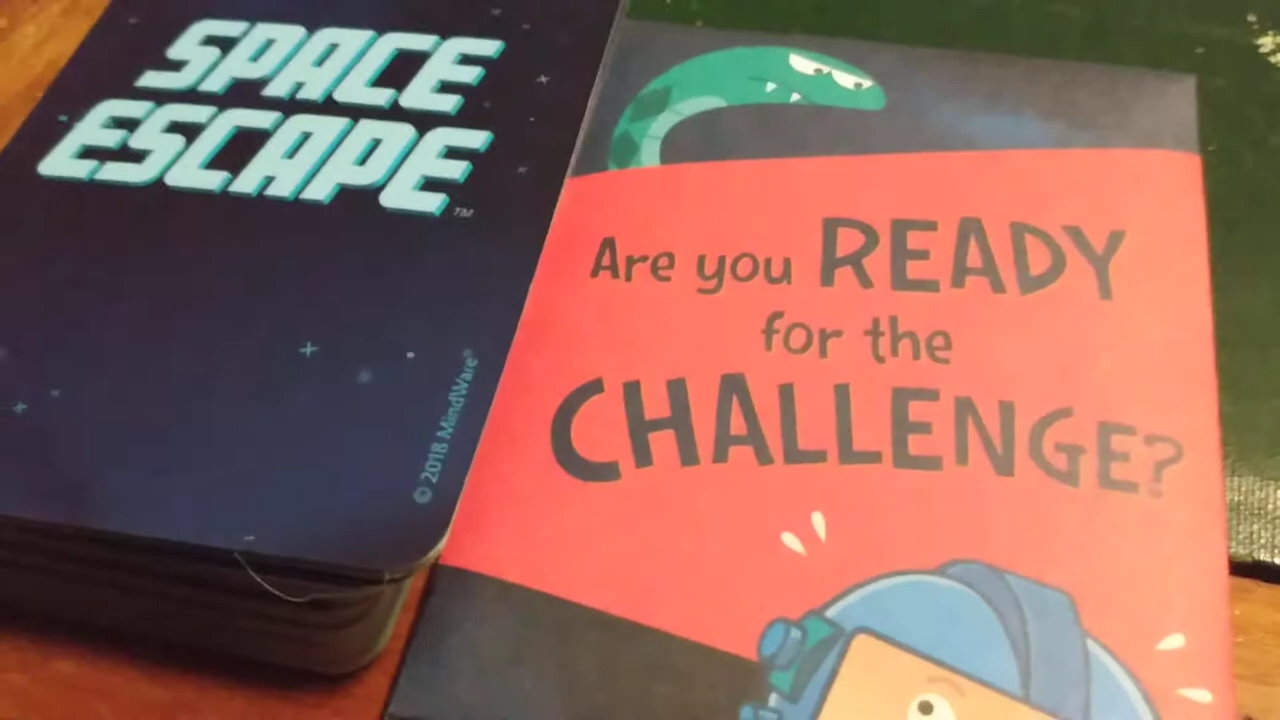 SPACE
ESCAPE
TM
© 2018 MindWare®
Are you READY
for the
CHALLENGE?